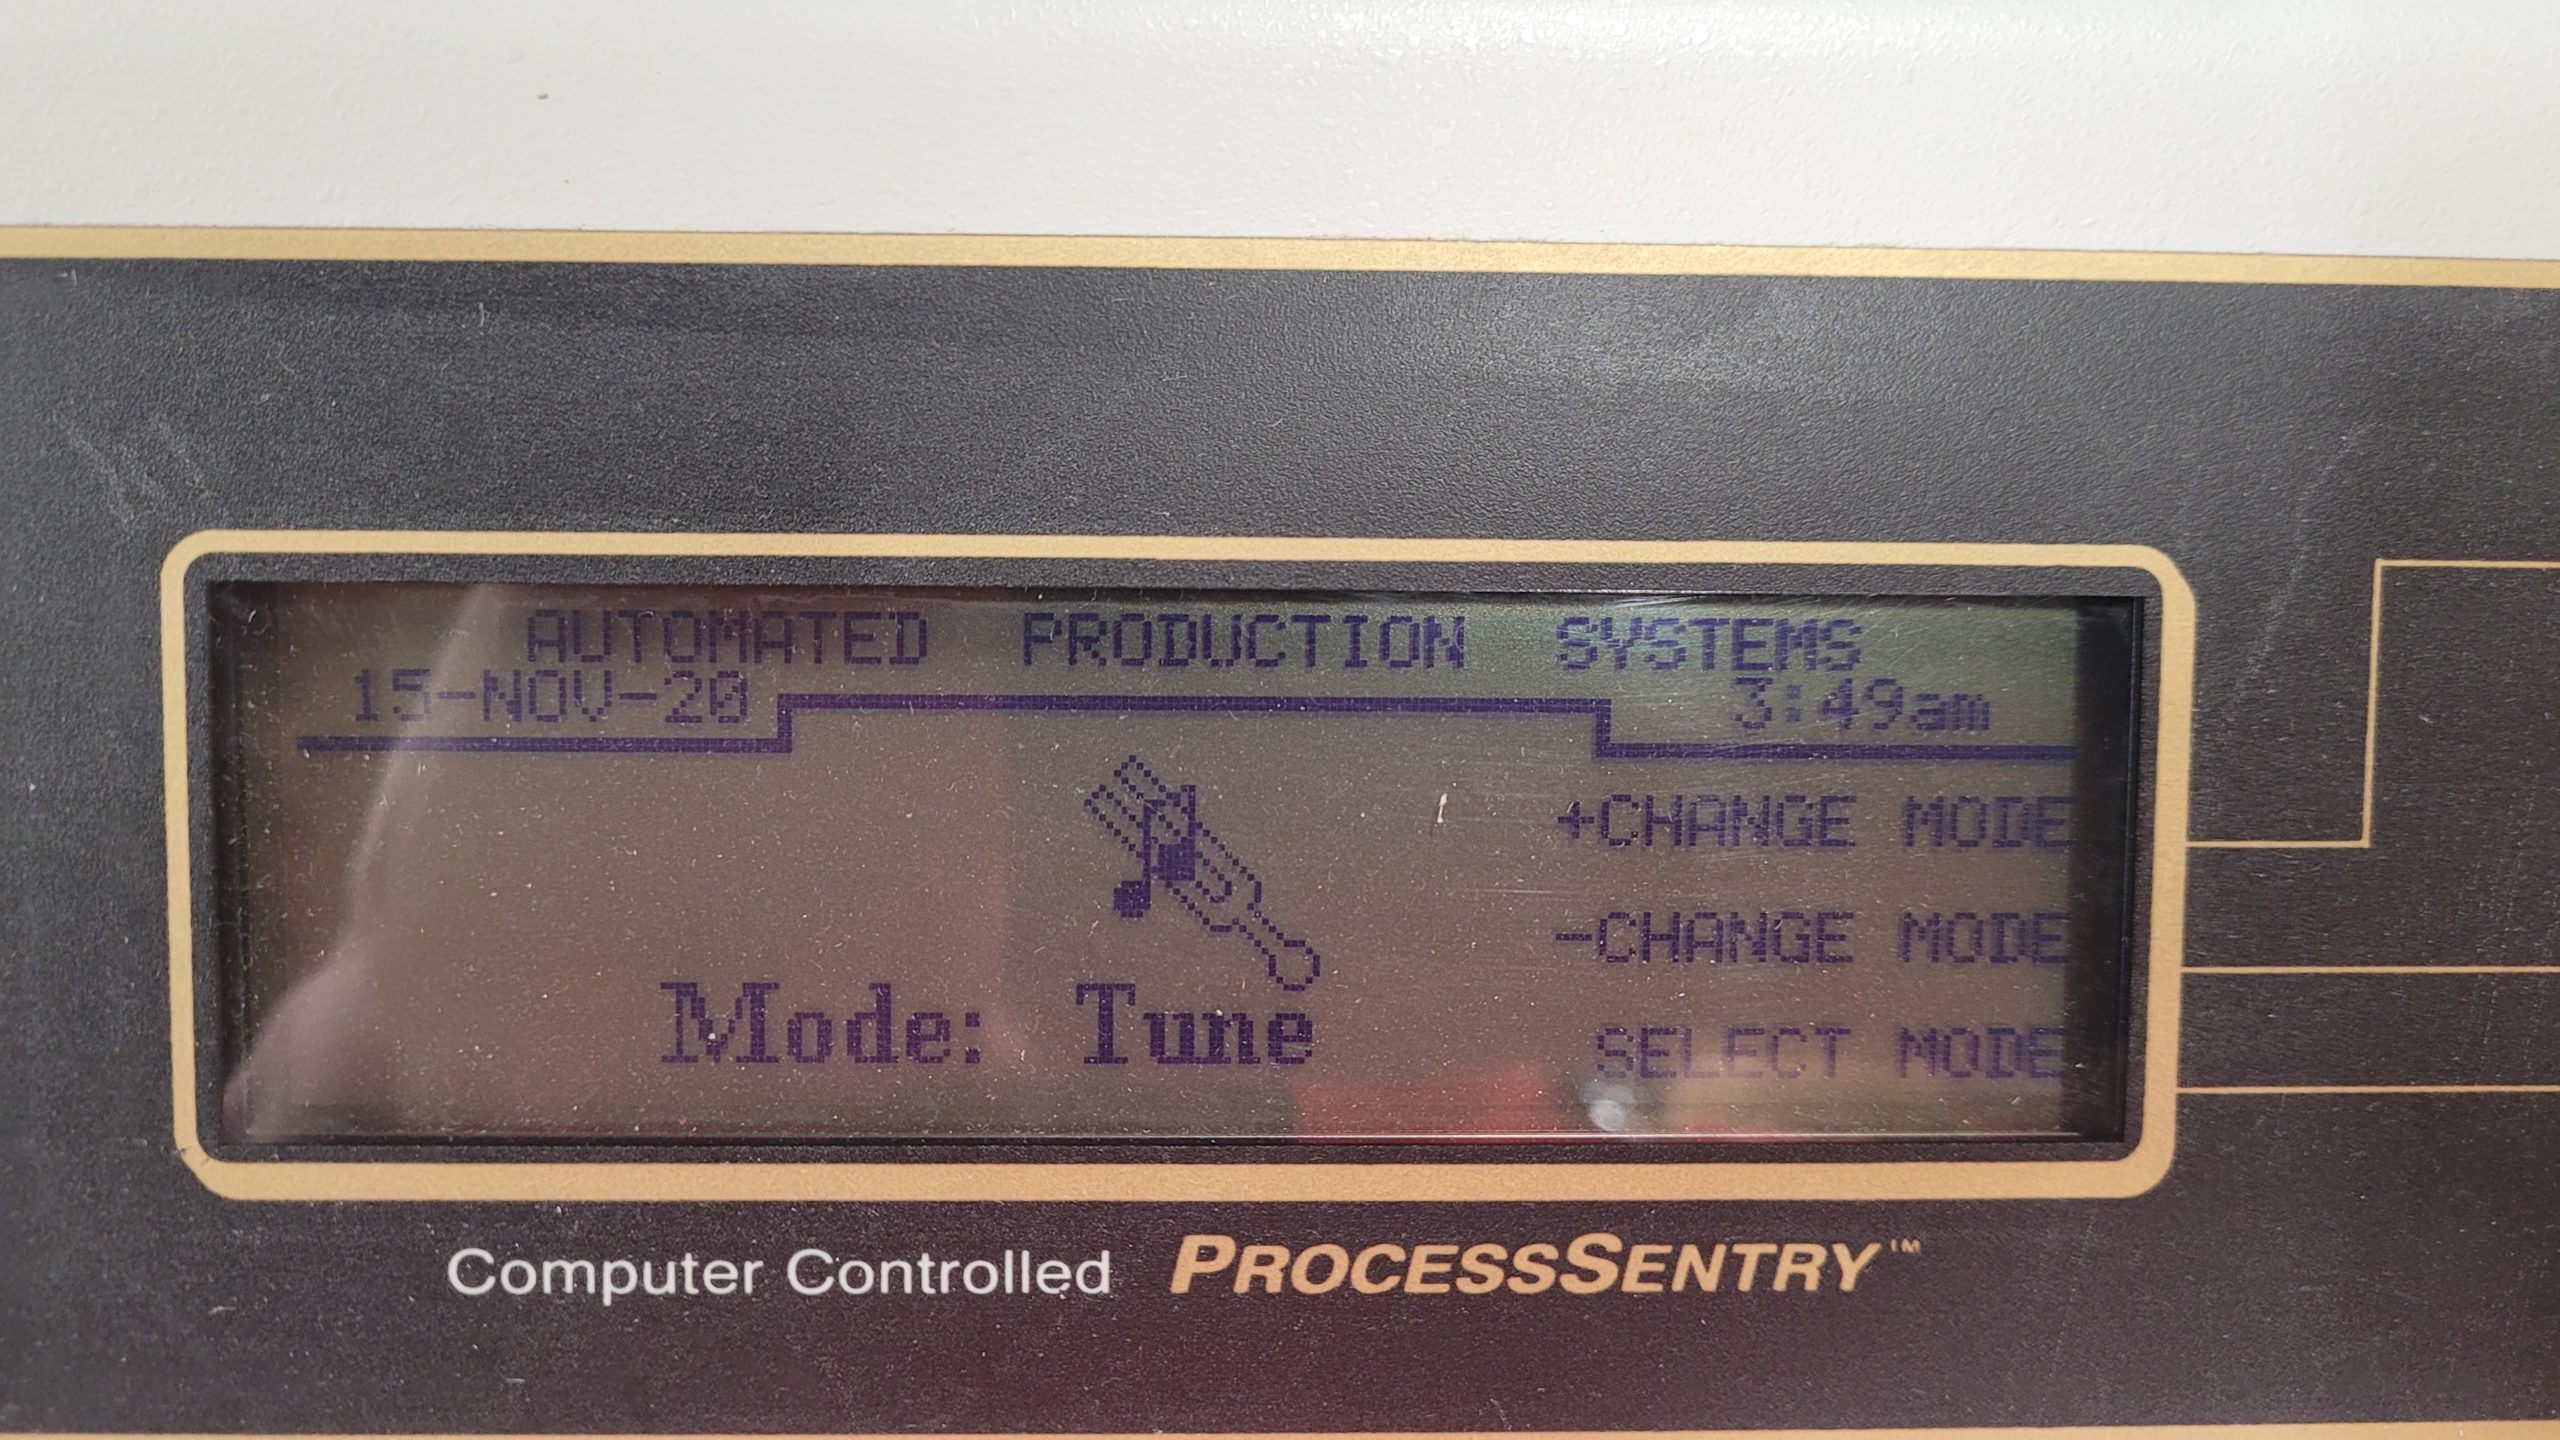 AUTOMATED PRODUCTION SYSTEMS
15-NOV-20 3:49am
+CHANGE MODE
-CHANGE MODE
Mode: Tune
SELECT MODE
Computer Controlled PROCESSSENTRY™